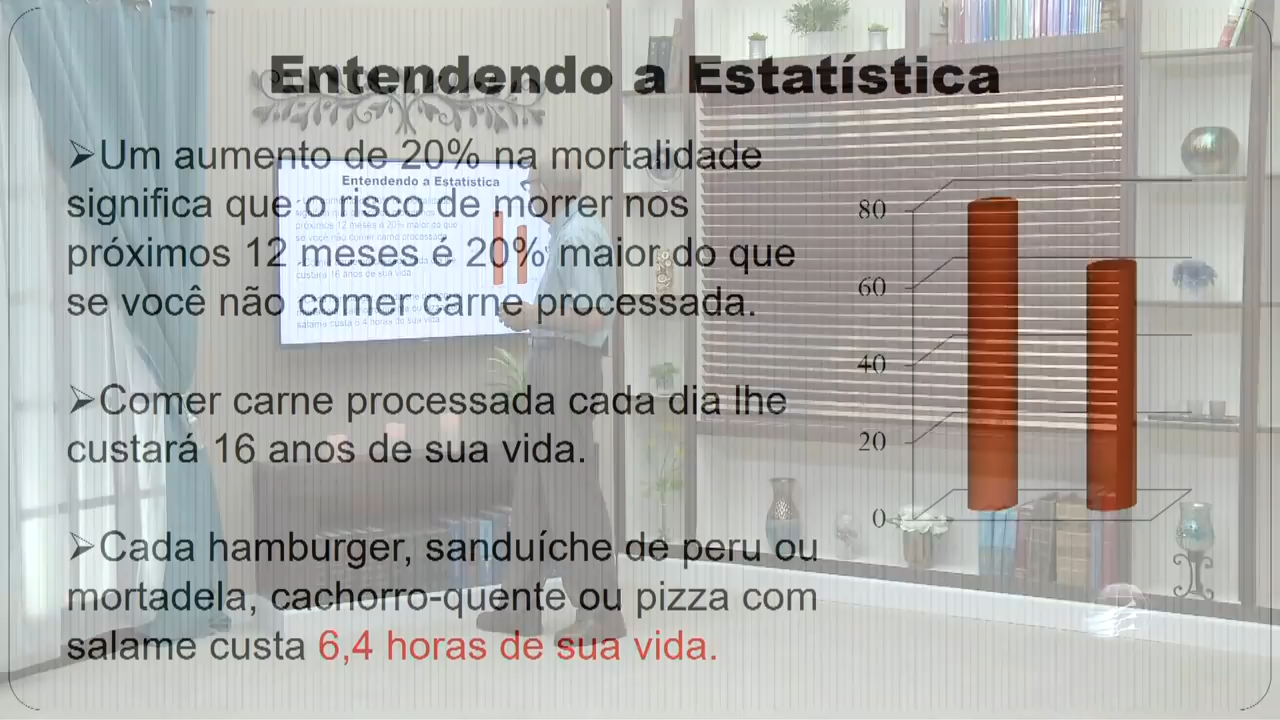 Entendendo a Estatística
➢Um aumento de 20% na mortalidade
significa que o risco de morrer nos
próximos 12 meses é 20% maior do que
se você não comer carne processada.
➢Comer carne processada cada dia lhe
custará 16 anos de sua vida.
➢Cada hamburger, sanduíche de peru ou
mortadela, cachorro-quente ou pizza com
salame custa 6,4 horas de sua vida.
80
60
40
20
0
Entendendo a Estatística